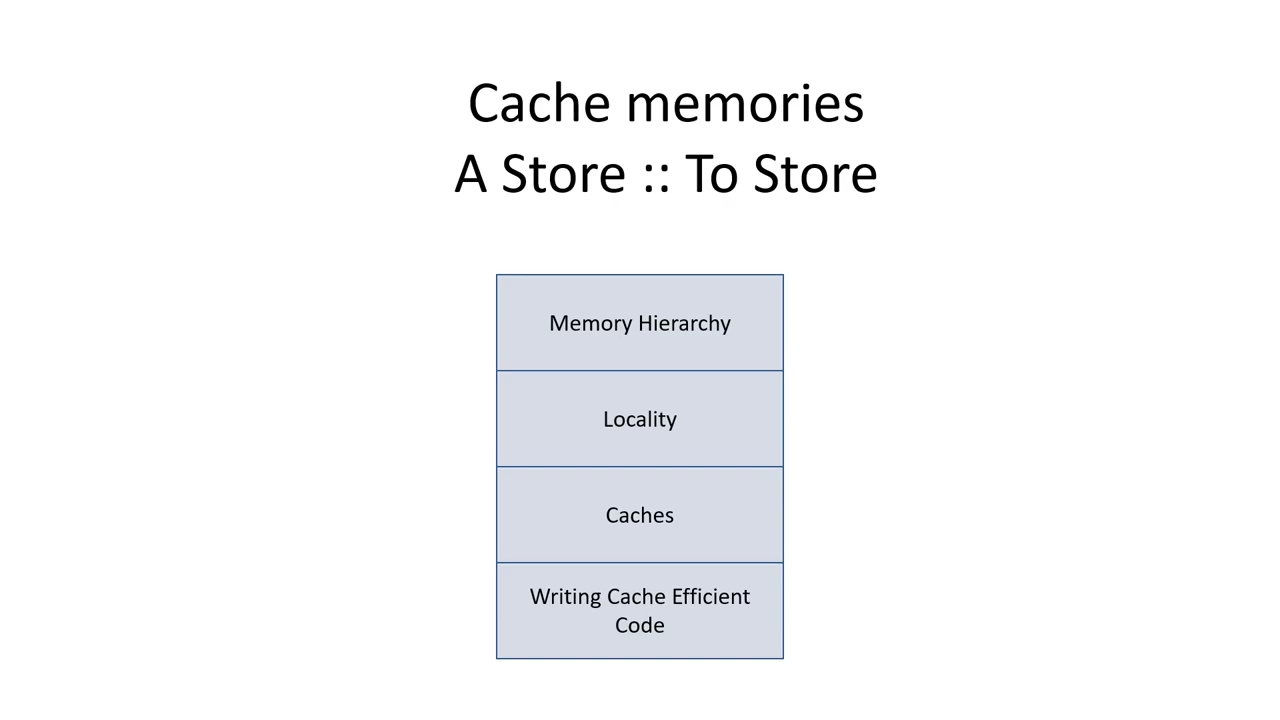 Cache memories
A Store :: To Store
Memory Hierarchy
Locality
Caches
Writing Cache Efficient
Code